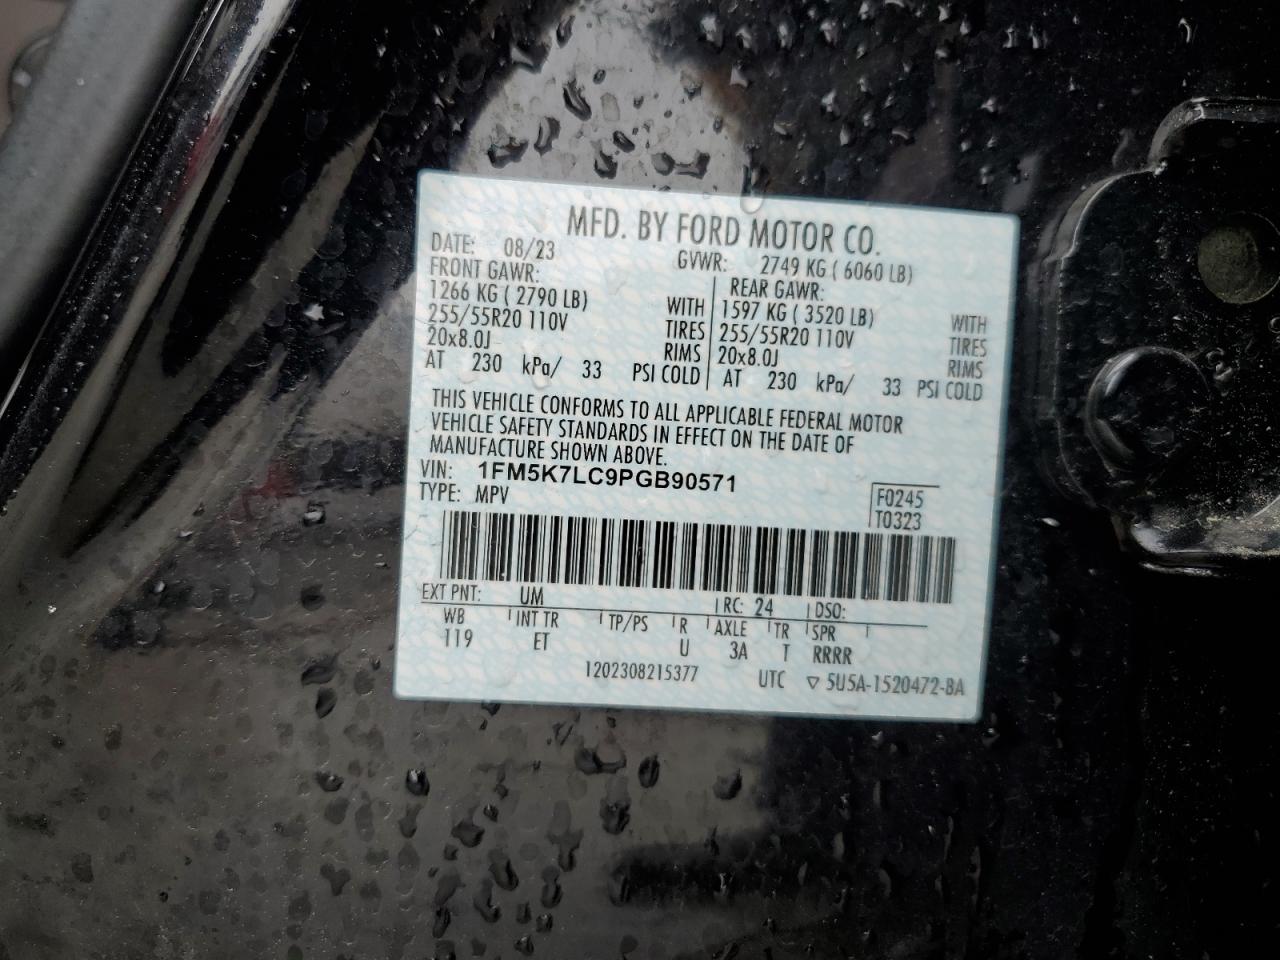 MFD. BY FORD MOTOR CO.
DATE: 08/23 GVWR: 2749 KG ( 6060 LB)
FRONT GAWR: REAR GAWR:
1266 KG ( 2790 LB) WITH 1597 KG ( 3520 LB) WITH
255/55R20 110V TIRES 255/55R20 110V TIRES
20x8.0J RIMS 20x8.0J RIMS
AT 230 kPa/ 33 PSI COLD AT 230 kPa/ 33 PSI COLD
THIS VEHICLE CONFORMS TO ALL APPLICABLE FEDERAL MOTOR
VEHICLE SAFETY STANDARDS IN EFFECT ON THE DATE OF
MANUFACTURE SHOWN ABOVE.
VIN: 1FM5K7LC9PGB90571
TYPE: MPV F0245
T0323
EXT PNT: UM RC: 24 DSO:
WB INT TR TP/PS R AXLE TR SPR
119 ET U 3A T RRRR
1202308215377 UTC ▽ 5U5A-1520472-BA